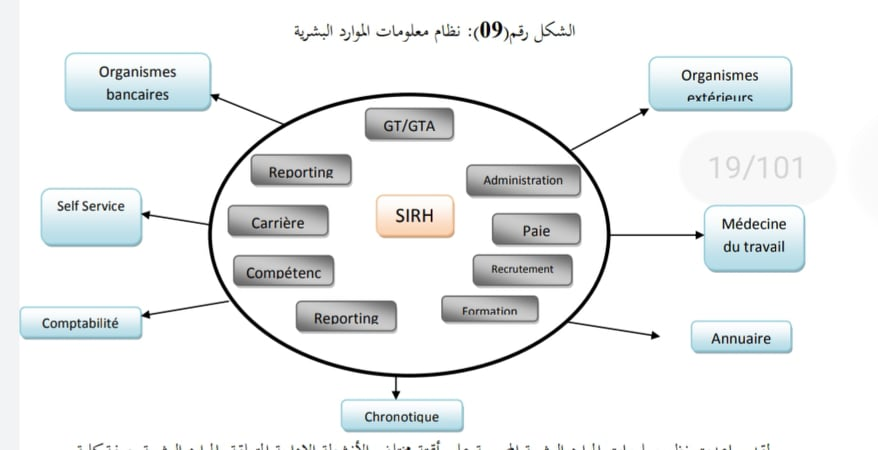 الشكل رقم(09): نظام معلومات الموارد البشرية
Organismes
bancaires
Organismes
extérieurs
GT/GTA
19/101
Reporting
Administration
Self Service
SIRH
Carrière
Paie
Médecine
du travail
Compétenc
Recrutement
Comptabilité
Reporting
Formation
Annuaire
Chronotique